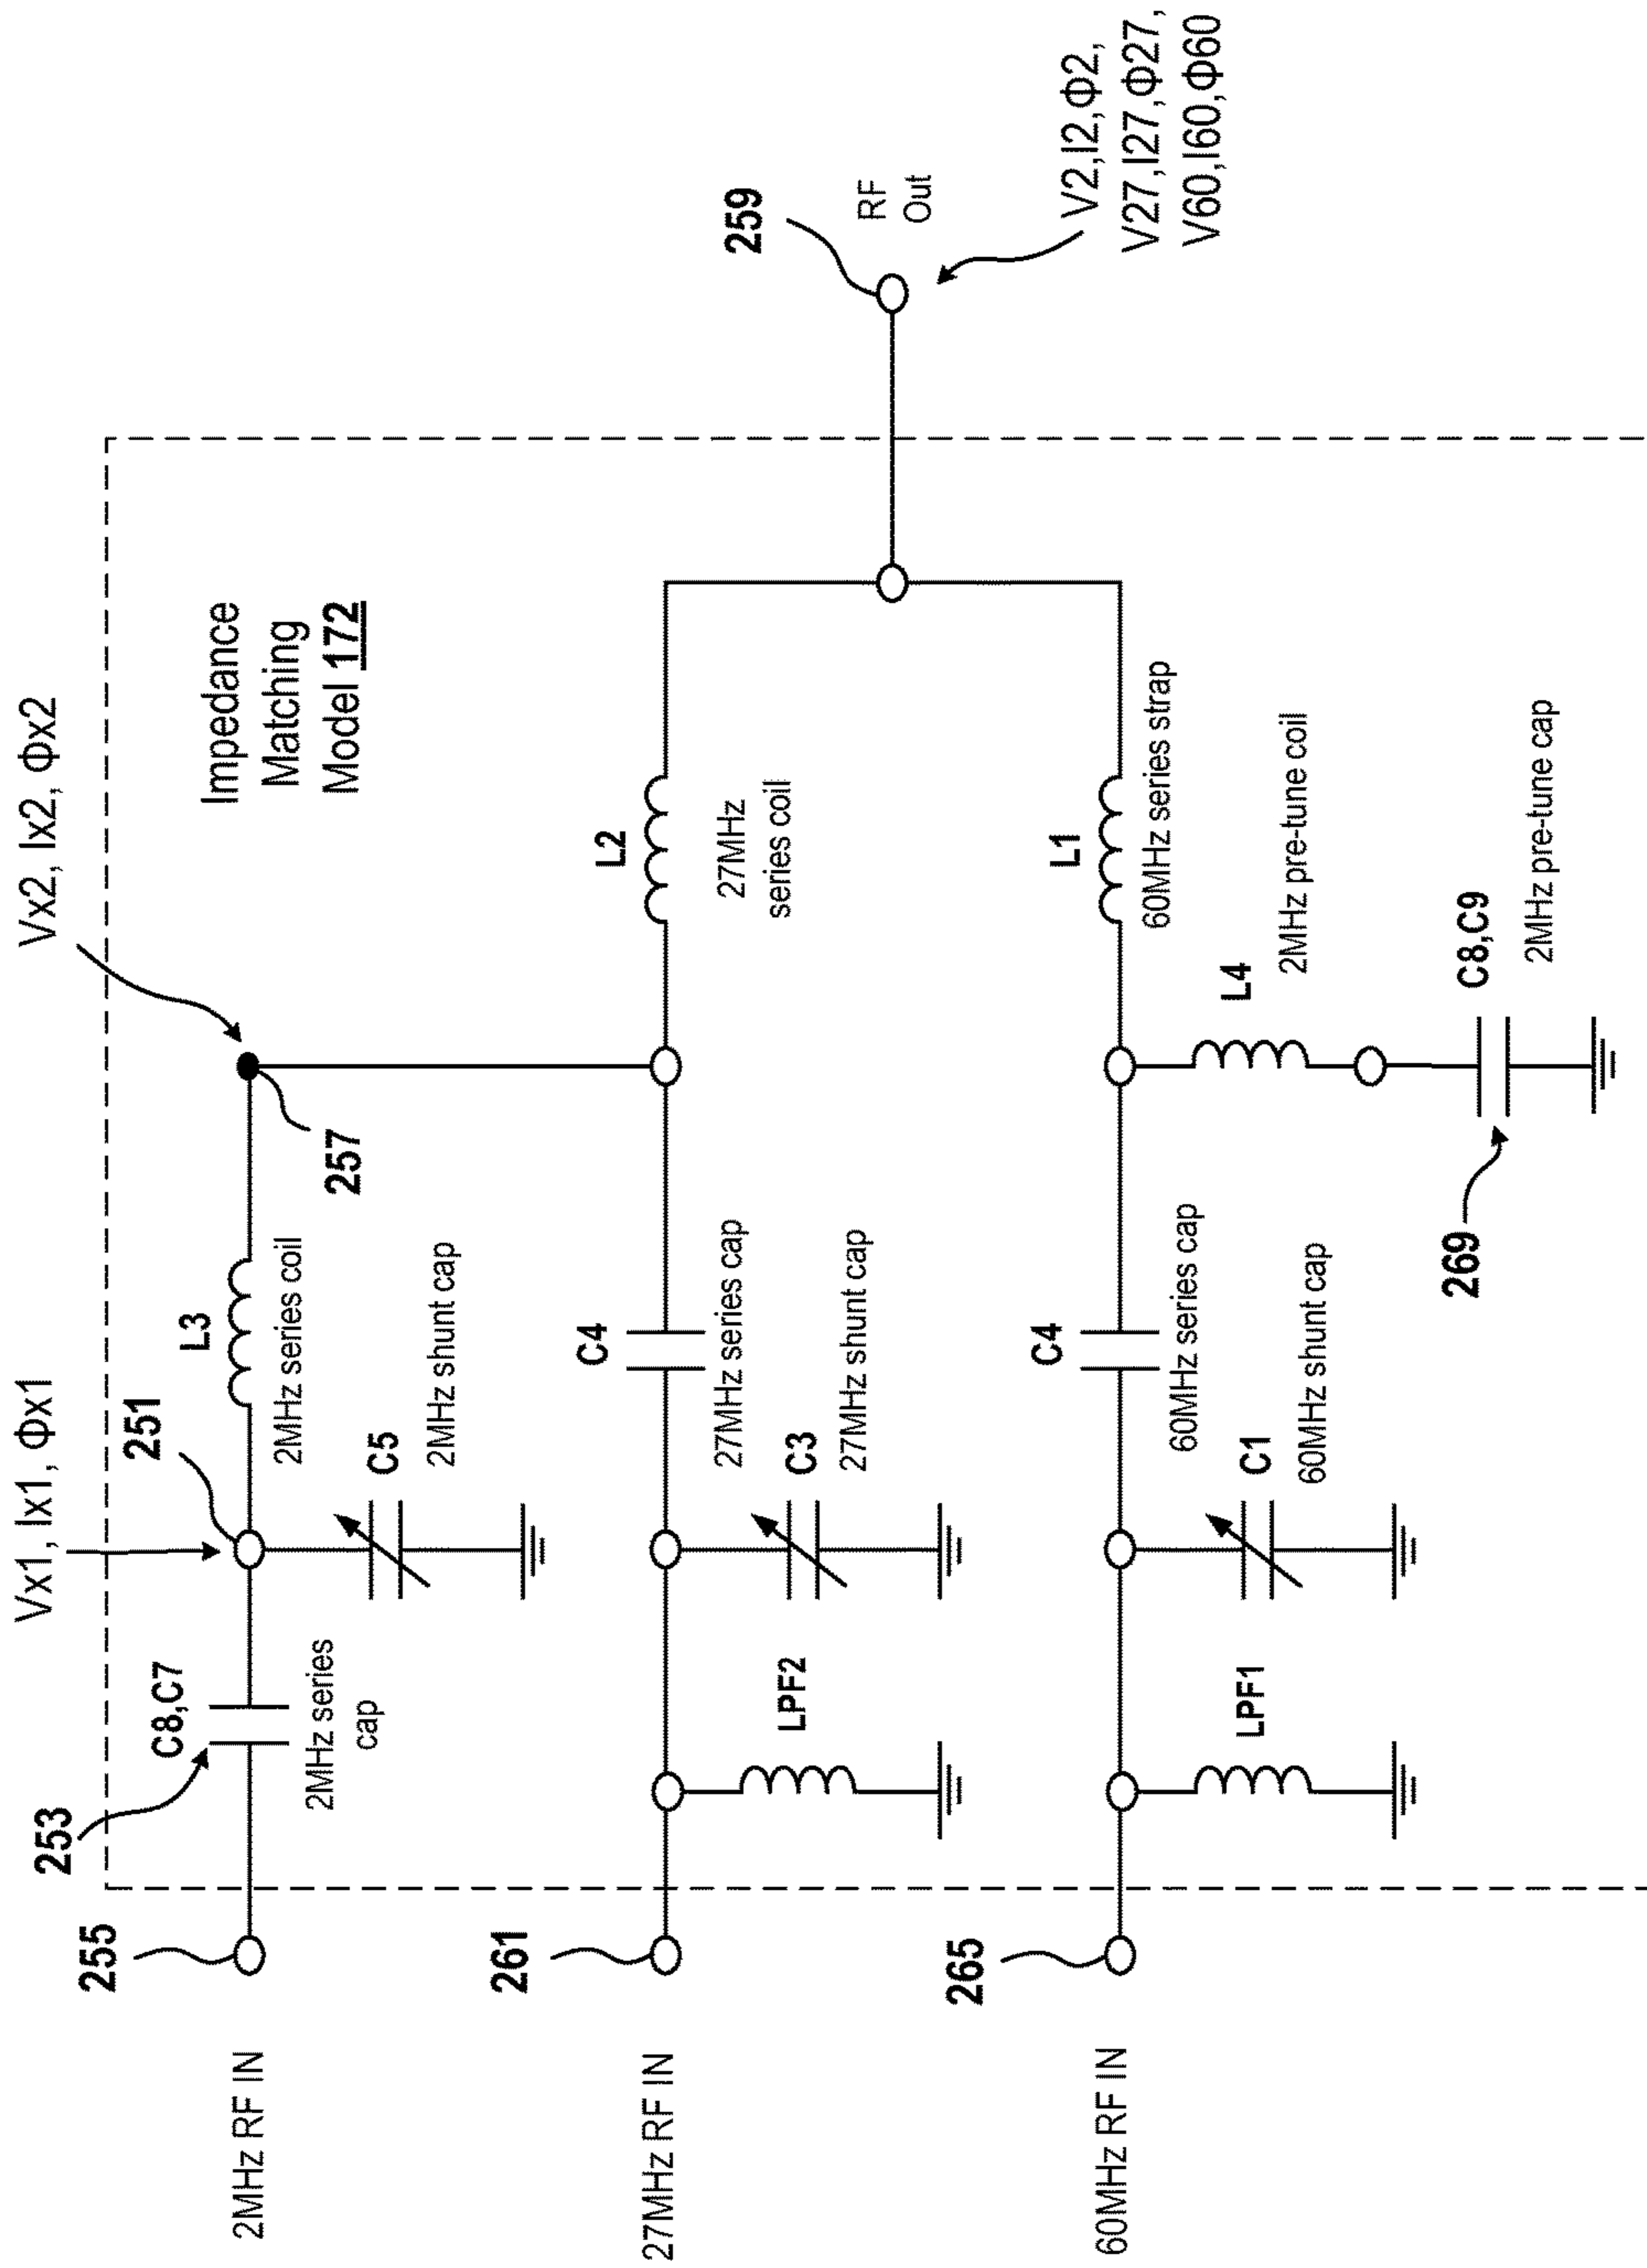 Vx1, Ix1, Φx1
Vx2, Ix2, Φx2
Impedance
Matching
Model 172
253
C8,C7
2MHz series
cap
251
L3
2MHz series coil
C5
2MHz shunt cap
257
255
2MHz RF IN
L2
27MHz
series coil
C4
27MHz series cap
C3
27MHz shunt cap
LPF2
261
27MHz RF IN
259
RF
Out
V2,I2,Φ2,
V27,I27,Φ27,
V60,I60,Φ60
L1
60MHz series strap
C4
60MHz series cap
C1
60MHz shunt cap
LPF1
265
60MHz RF IN
L4
2MHz pre-tune coil
C8,C9
2MHz pre-tune cap
269